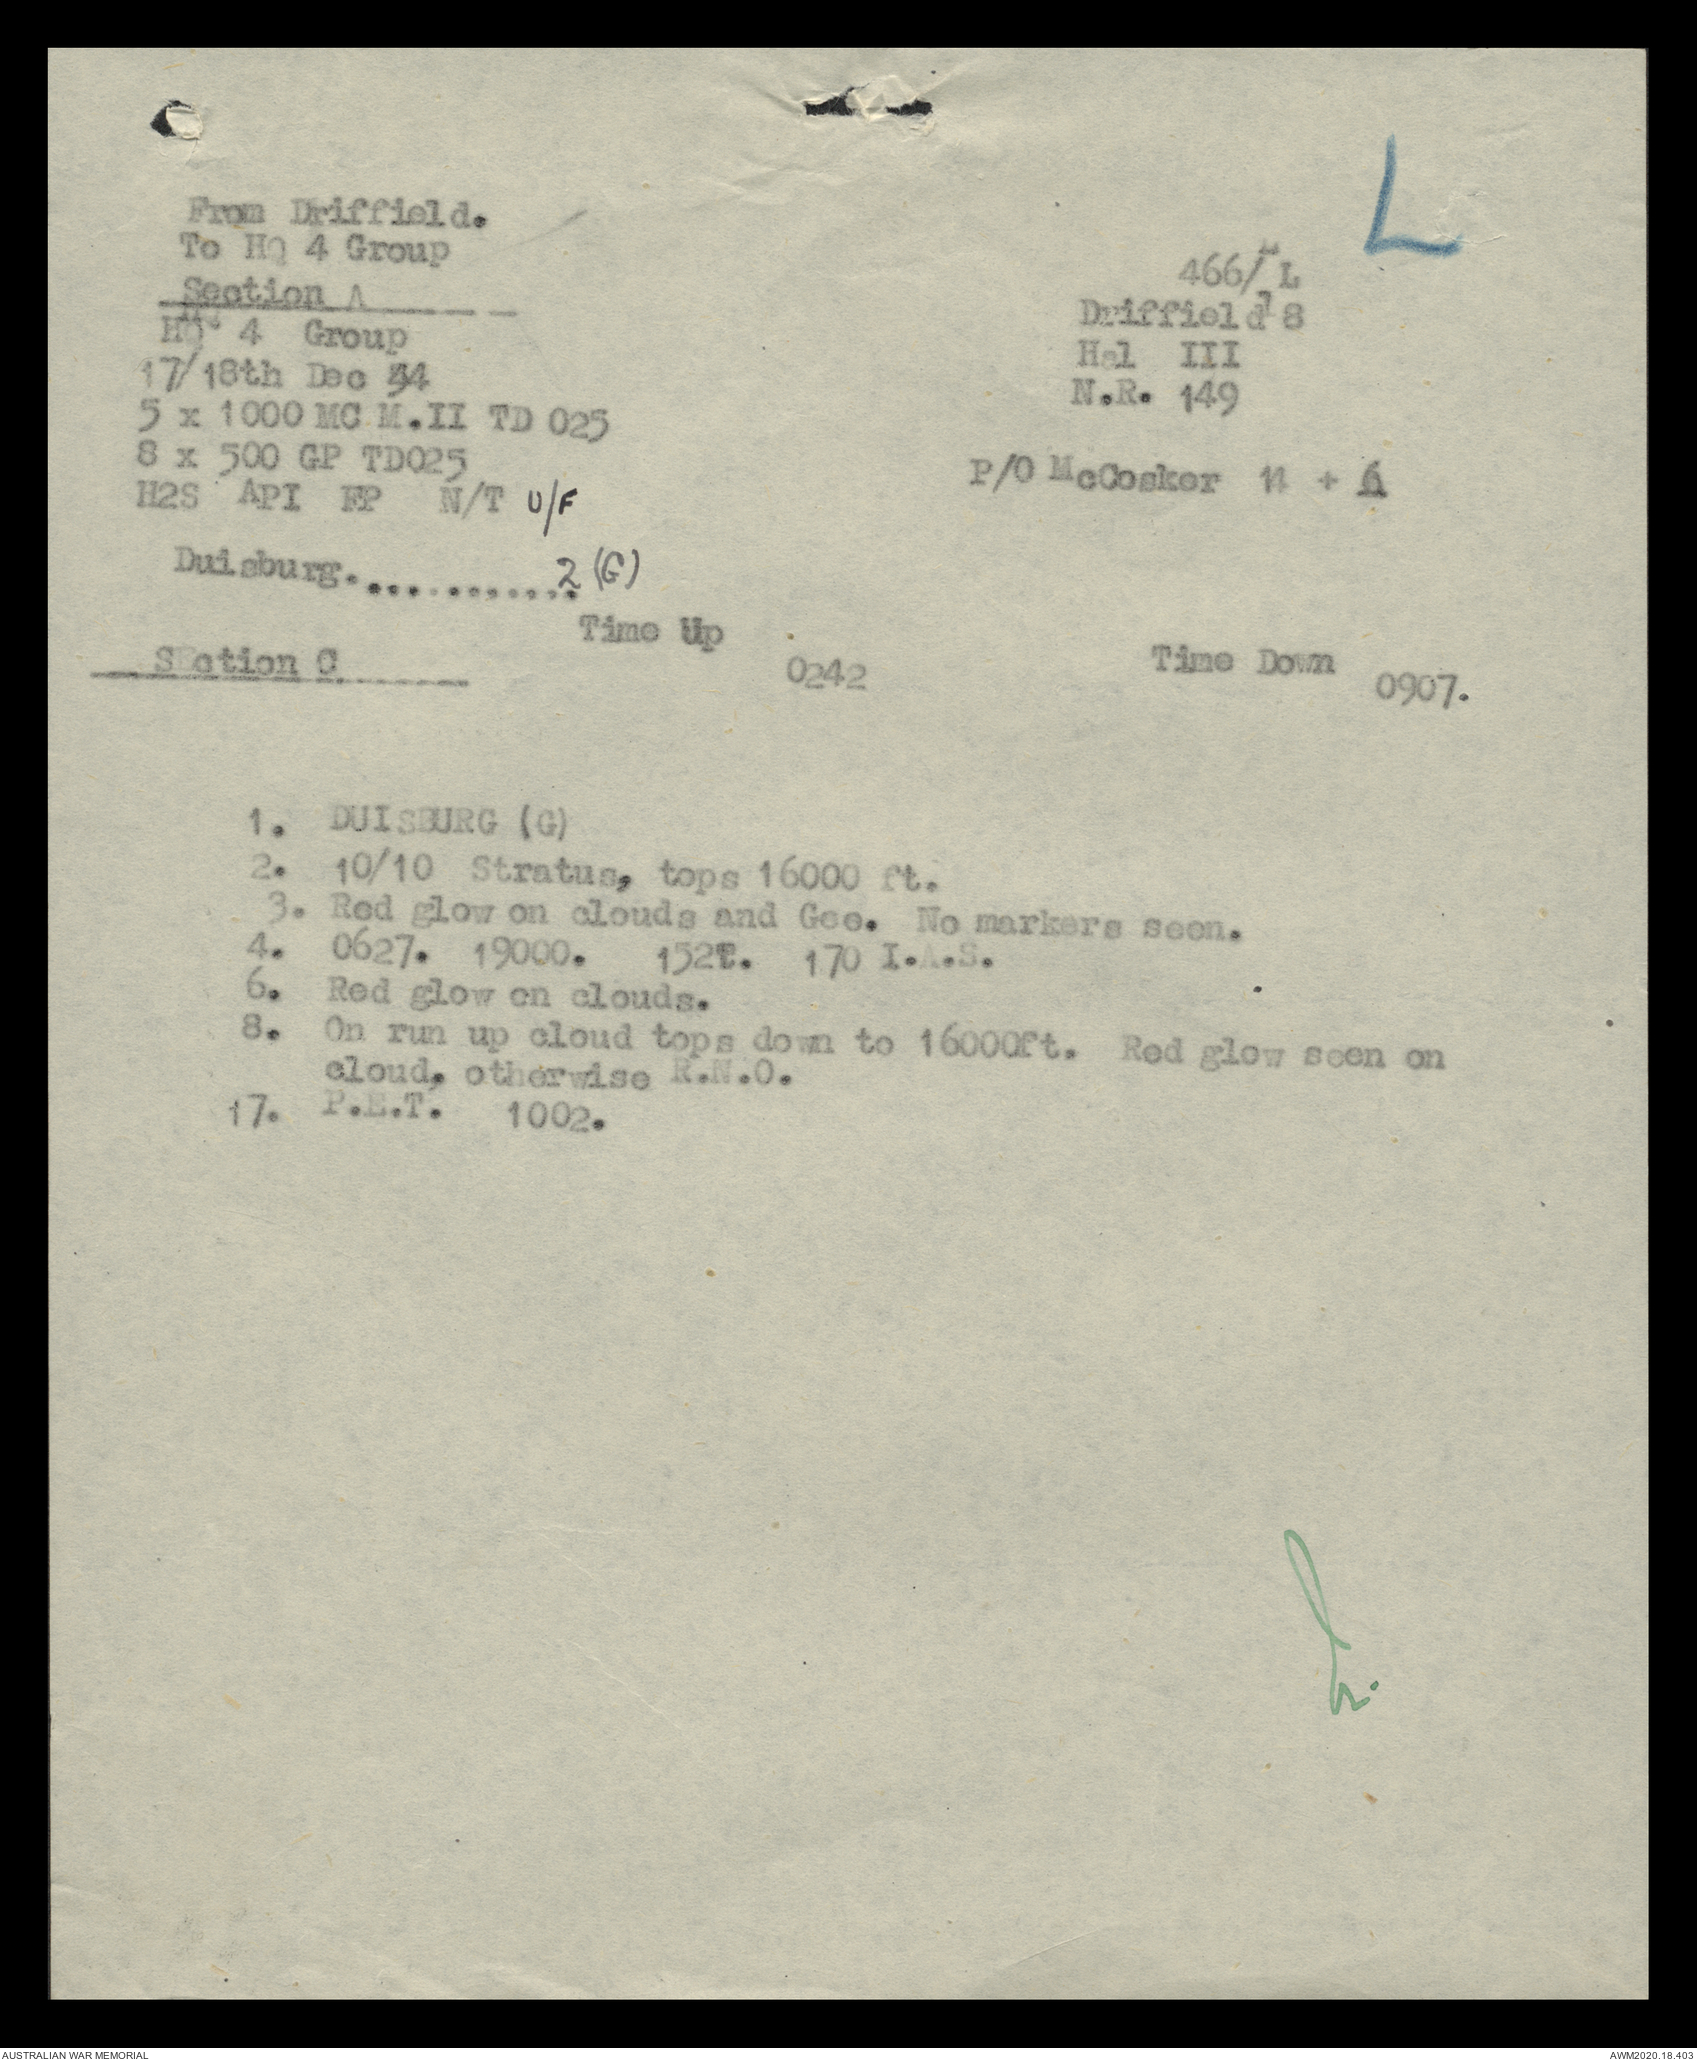 L
From Driffield.
To HQ 4 Group
Section A
HQ 4 Group
17/18th Dec 44
5 x 1000 MC M.II TD 025
8 x 500 GP TD025
H2S API FP N/T U/F
466/ L
Driffield 8
Hal III
N.R. 149
P/O McCosker 11 + 6
Duisburg............2 (G)
Time Up 0242
Time Down 0907.
Section C
1. DUISBURG (G)
2. 10/10 Stratus, tops 16000 ft.
3. Red glow on clouds and Gee. No markers seen.
4. 0627. 19000. 152T. 170 I.A.S.
6. Red glow on clouds.
8. On run up cloud tops down to 16000ft. Red glow seen on
cloud, otherwise R.N.O.
17. P.E.T. 1002.
AUSTRALIAN WAR MEMORIAL
AWM2020.18.403